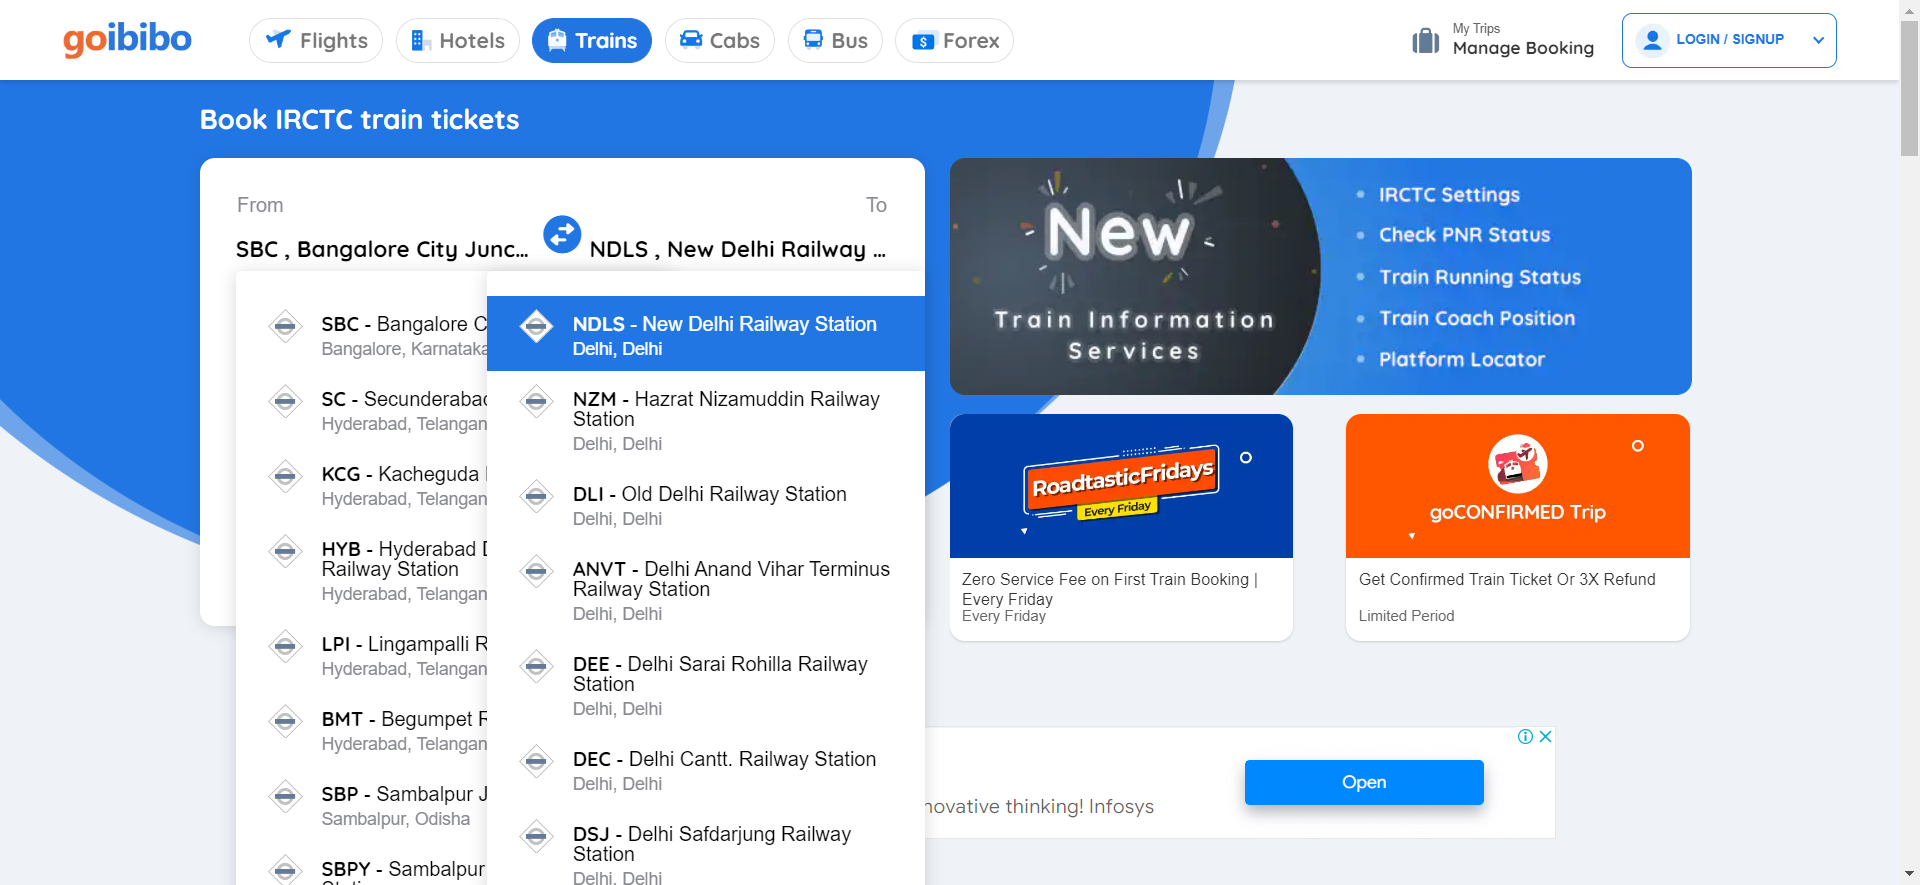 goibibo
Flights
Hotels
Trains
Cabs
Bus
Forex
My Trips
Manage Booking
LOGIN / SIGNUP
Book IRCTC train tickets
From
To
SBC , Bangalore City Junc...
NDLS , New Delhi Railway ...
SBC - Bangalore C
Bangalore, Karnataka
SC - Secunderabad
Hyderabad, Telangan
KCG - Kacheguda
Hyderabad, Telangan
HYB - Hyderabad D
Railway Station
Hyderabad, Telangan
LPI - Lingampalli R
Hyderabad, Telangan
BMT - Begumpet R
Hyderabad, Telangan
SBP - Sambalpur J
Sambalpur, Odisha
SBPY - Sambalpur
NDLS - New Delhi Railway Station
Delhi, Delhi
NZM - Hazrat Nizamuddin Railway
Station
Delhi, Delhi
DLI - Old Delhi Railway Station
Delhi, Delhi
ANVT - Delhi Anand Vihar Terminus
Railway Station
Delhi, Delhi
DEE - Delhi Sarai Rohilla Railway
Station
Delhi, Delhi
DEC - Delhi Cantt. Railway Station
Delhi, Delhi
DSJ - Delhi Safdarjung Railway
Station
Delhi, Delhi
New
Train Information
Services
IRCTC Settings
Check PNR Status
Train Running Status
Train Coach Position
Platform Locator
RoadtasticFridays
Every Friday
Zero Service Fee on First Train Booking |
Every Friday
Every Friday
goCONFIRMED Trip
Get Confirmed Train Ticket Or 3X Refund
Limited Period
novative thinking! Infosys
Open